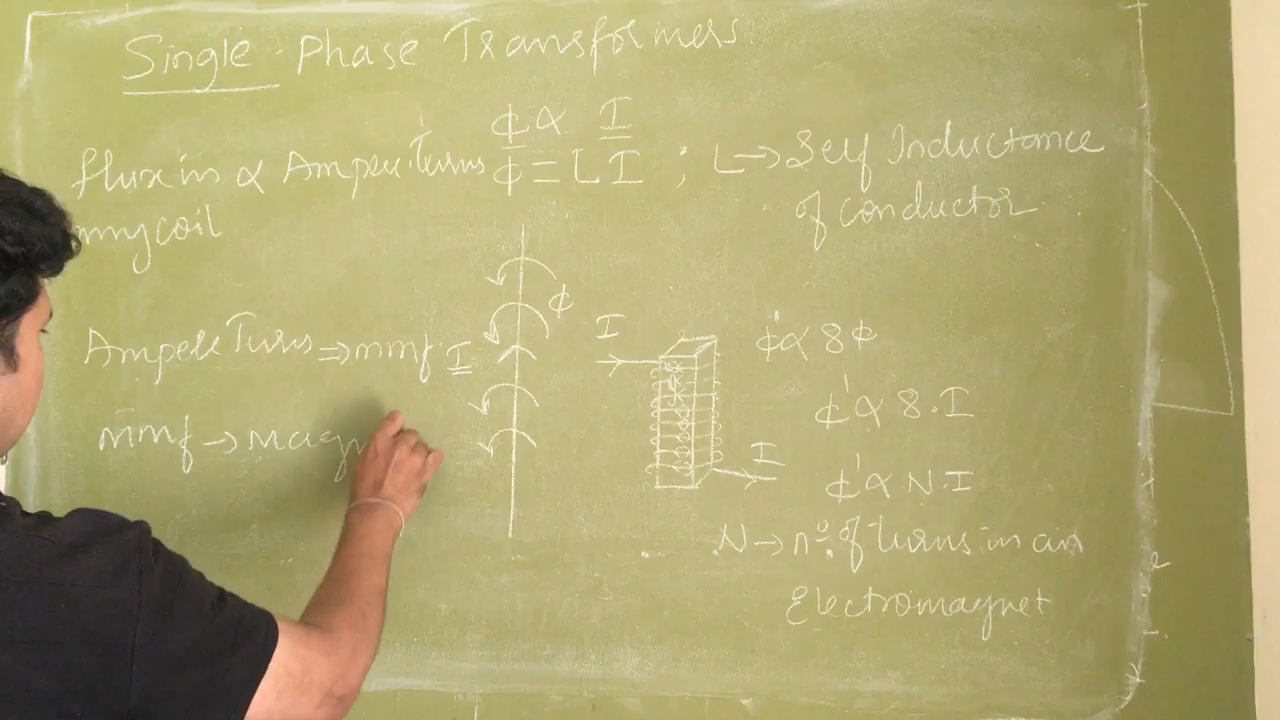 Single-Phase Transformers
ϕ ∝ I
Flux in ∝ Ampere Turns ϕ = LI ; L → Self Inductance
any coil of conductor
ϕ
Ampere Turns ⇒ mmf I
I
ϕ' ∝ 8ϕ
mmf → Magn
ϕ' ∝ 8.I
I
ϕ' ∝ N.I
N → nº of turns in an
Electromagnet